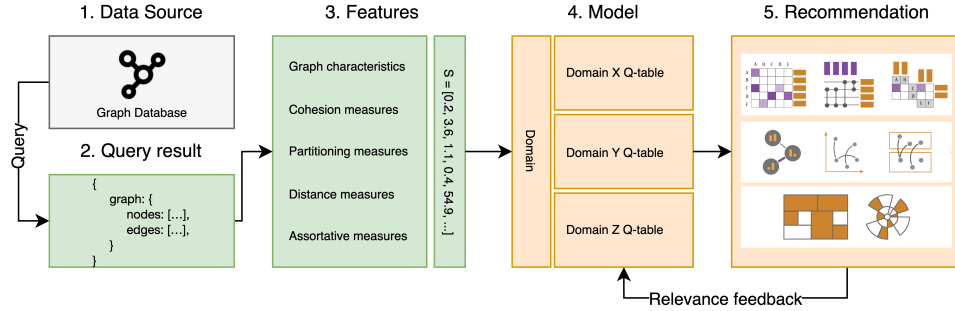 1. Data Source
Graph Database
Query
2. Query result
{
graph: {
nodes: [...],
edges: [...],
}
}
3. Features
Graph characteristics
Cohesion measures
Partitioning measures
Distance measures
Assortative measures
S = [0.2, 3.6, 1.1, 0.4, 54.9, ...]
4. Model
Domain
Domain X Q-table
Domain Y Q-table
Domain Z Q-table
5. Recommendation
A B C D E
A
B
C
D
E
A B
C
B
E E
Relevance feedback